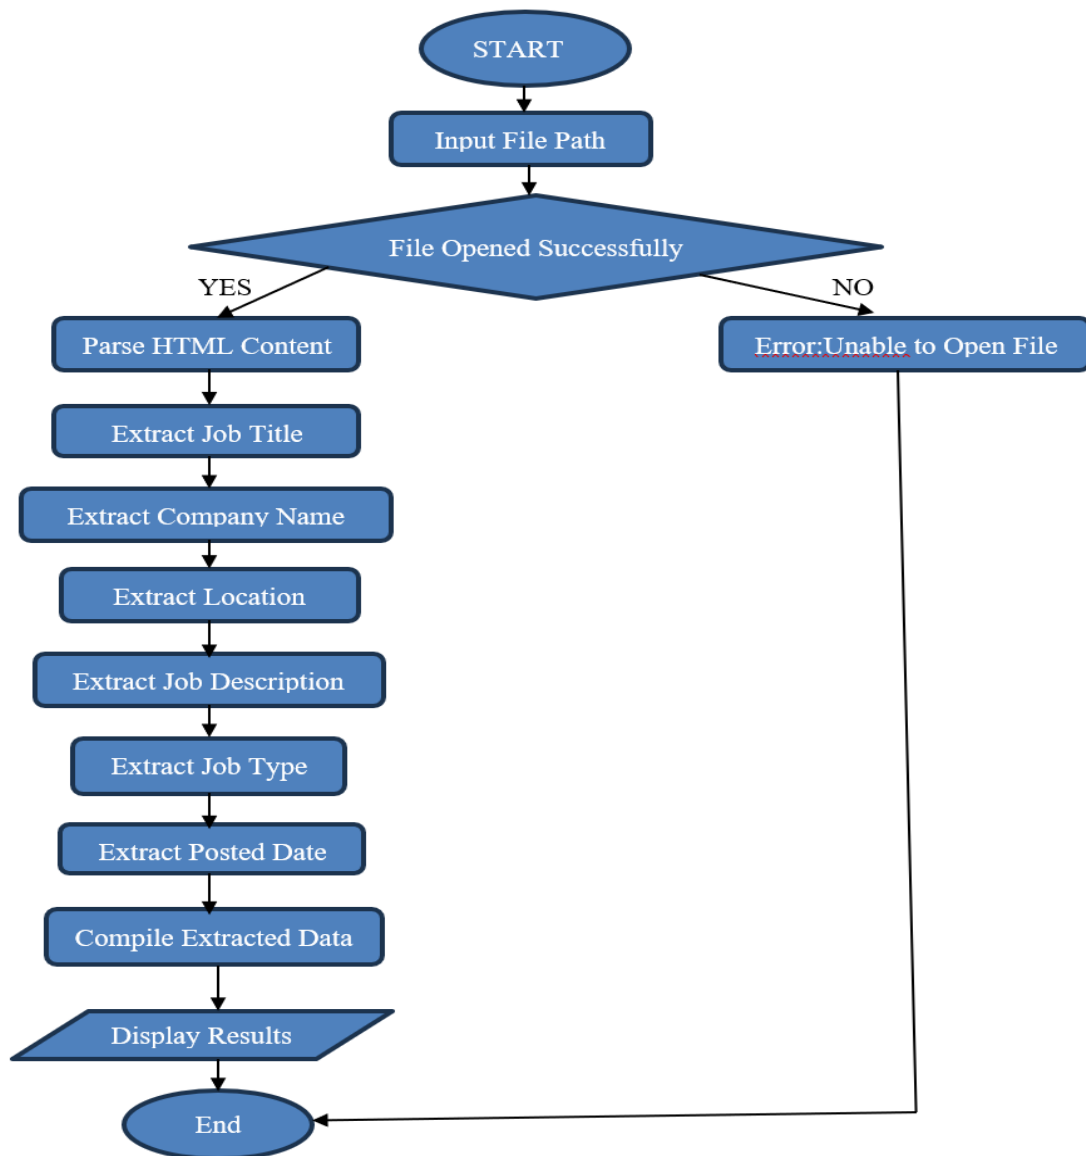 START
Input File Path
File Opened Successfully
YES
NO
Parse HTML Content
Error:Unable to Open File
Extract Job Title
Extract Company Name
Extract Location
Extract Job Description
Extract Job Type
Extract Posted Date
Compile Extracted Data
Display Results
End